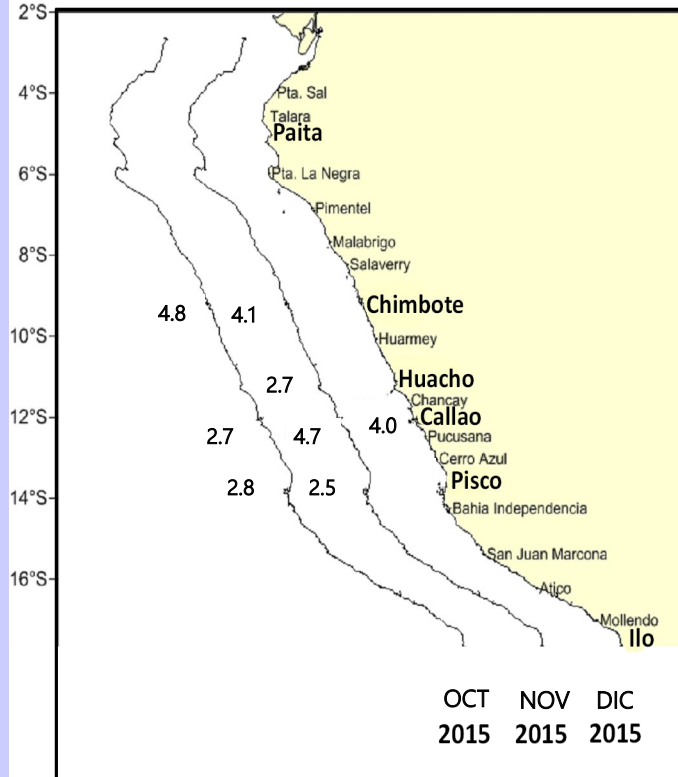 2°S
4°S
Pta. Sal
Talara
Paita
6°S
Pta. La Negra
Pimentel
Malabrigo
8°S
Salaverry
4.8
4.1
Chimbote
10°S
Huarmey
2.7
Huacho
Chancay
12°S
4.0
Callao
2.7
4.7
Pucusana
Cerro Azul
2.8
2.5
Pisco
14°S
Bahia Independencia
San Juan Marcona
16°S
Atico
Mollendo
Ilo
OCT NOV DIC
2015 2015 2015